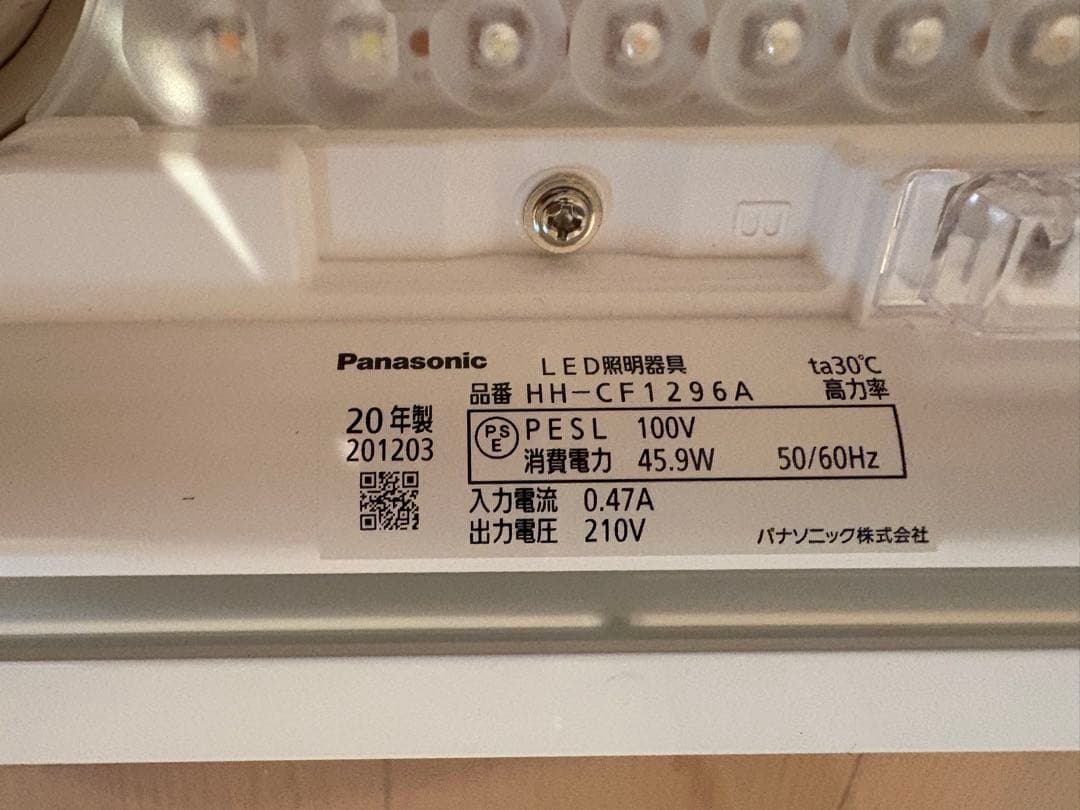 Panasonic LED照明器具 ta30℃
品番 HH-CF1296A 高力率
20年製
201203
PSE PESL 100V
消費電力 45.9W 50/60Hz
入力電流 0.47A
出力電圧 210V パナソニック株式会社